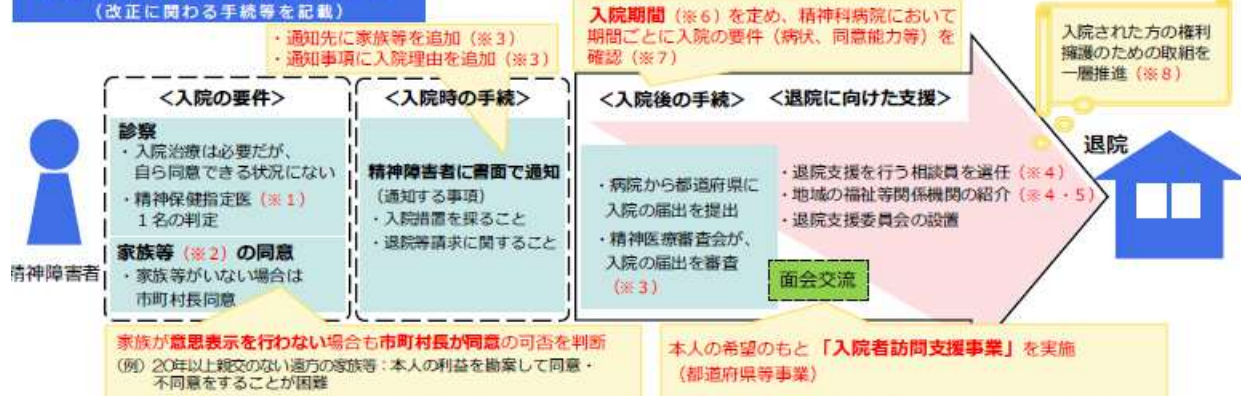 （改正に関わる手続等を記載）
・通知先に家族等を追加（※３）
・通知事項に入院理由を追加（※３）
入院期間（※６）を定め、精神科病院において
期間ごとに入院の要件（病状、同意能力等）を
確認（※７）
入院された方の権利
擁護のための取組を
一層推進（※８）
＜入院の要件＞
診察
・入院治療は必要だが、
自ら同意できる状況にない
・精神保健指定医（※１）
１名の判定
家族等（※２）の同意
・家族等がいない場合は
市町村長同意
精神障害者
＜入院時の手続＞
精神障害者に書面で通知
（通知する事項）
・入院措置を採ること
・退院等請求に関すること
＜入院後の手続＞
・病院から都道府県に
入院の届出を提出
・精神医療審査会が、
入院の届出を審査
（※３）
＜退院に向けた支援＞
・退院支援を行う相談員を選任（※４）
・地域の福祉等関係機関の紹介（※４・５）
・退院支援委員会の設置
面会交流
退院
家族が意思表示を行わない場合も市町村長が同意の可否を判断
（例）20年以上親交のない遠方の家族等：本人の利益を勘案して同意・
不同意をすることが困難
本人の希望のもと「入院者訪問支援事業」を実施
（都道府県等事業）